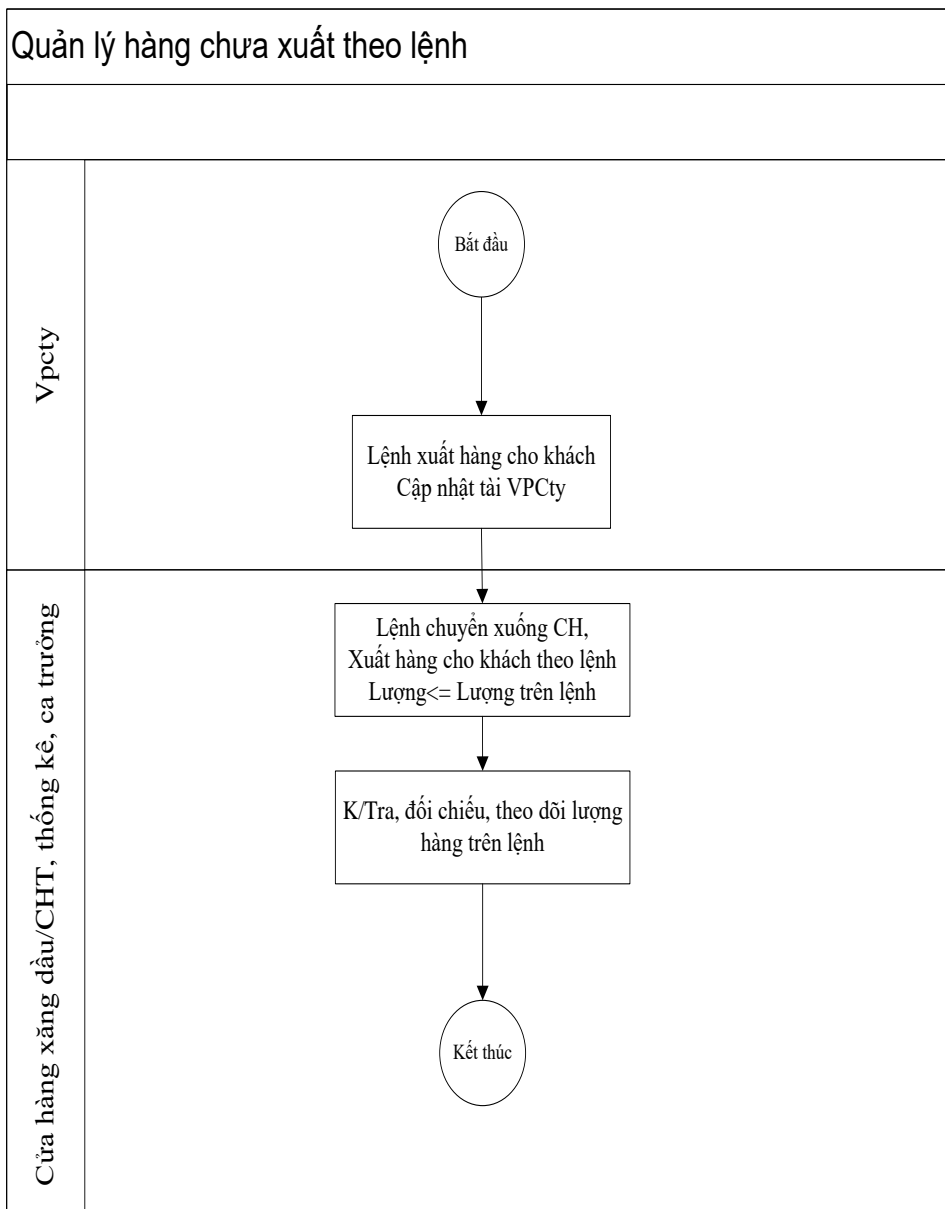 Quản lý hàng chưa xuất theo lệnh
Vpcty
Bắt đầu
Lệnh xuất hàng cho khách
Cập nhật tài VPCty
Cửa hàng xăng dầu/CHT, thống kê, ca trưởng
Lệnh chuyển xuống CH,
Xuất hàng cho khách theo lệnh
Lượng<= Lượng trên lệnh
K/Tra, đối chiếu, theo dõi lượng
hàng trên lệnh
Kết thúc